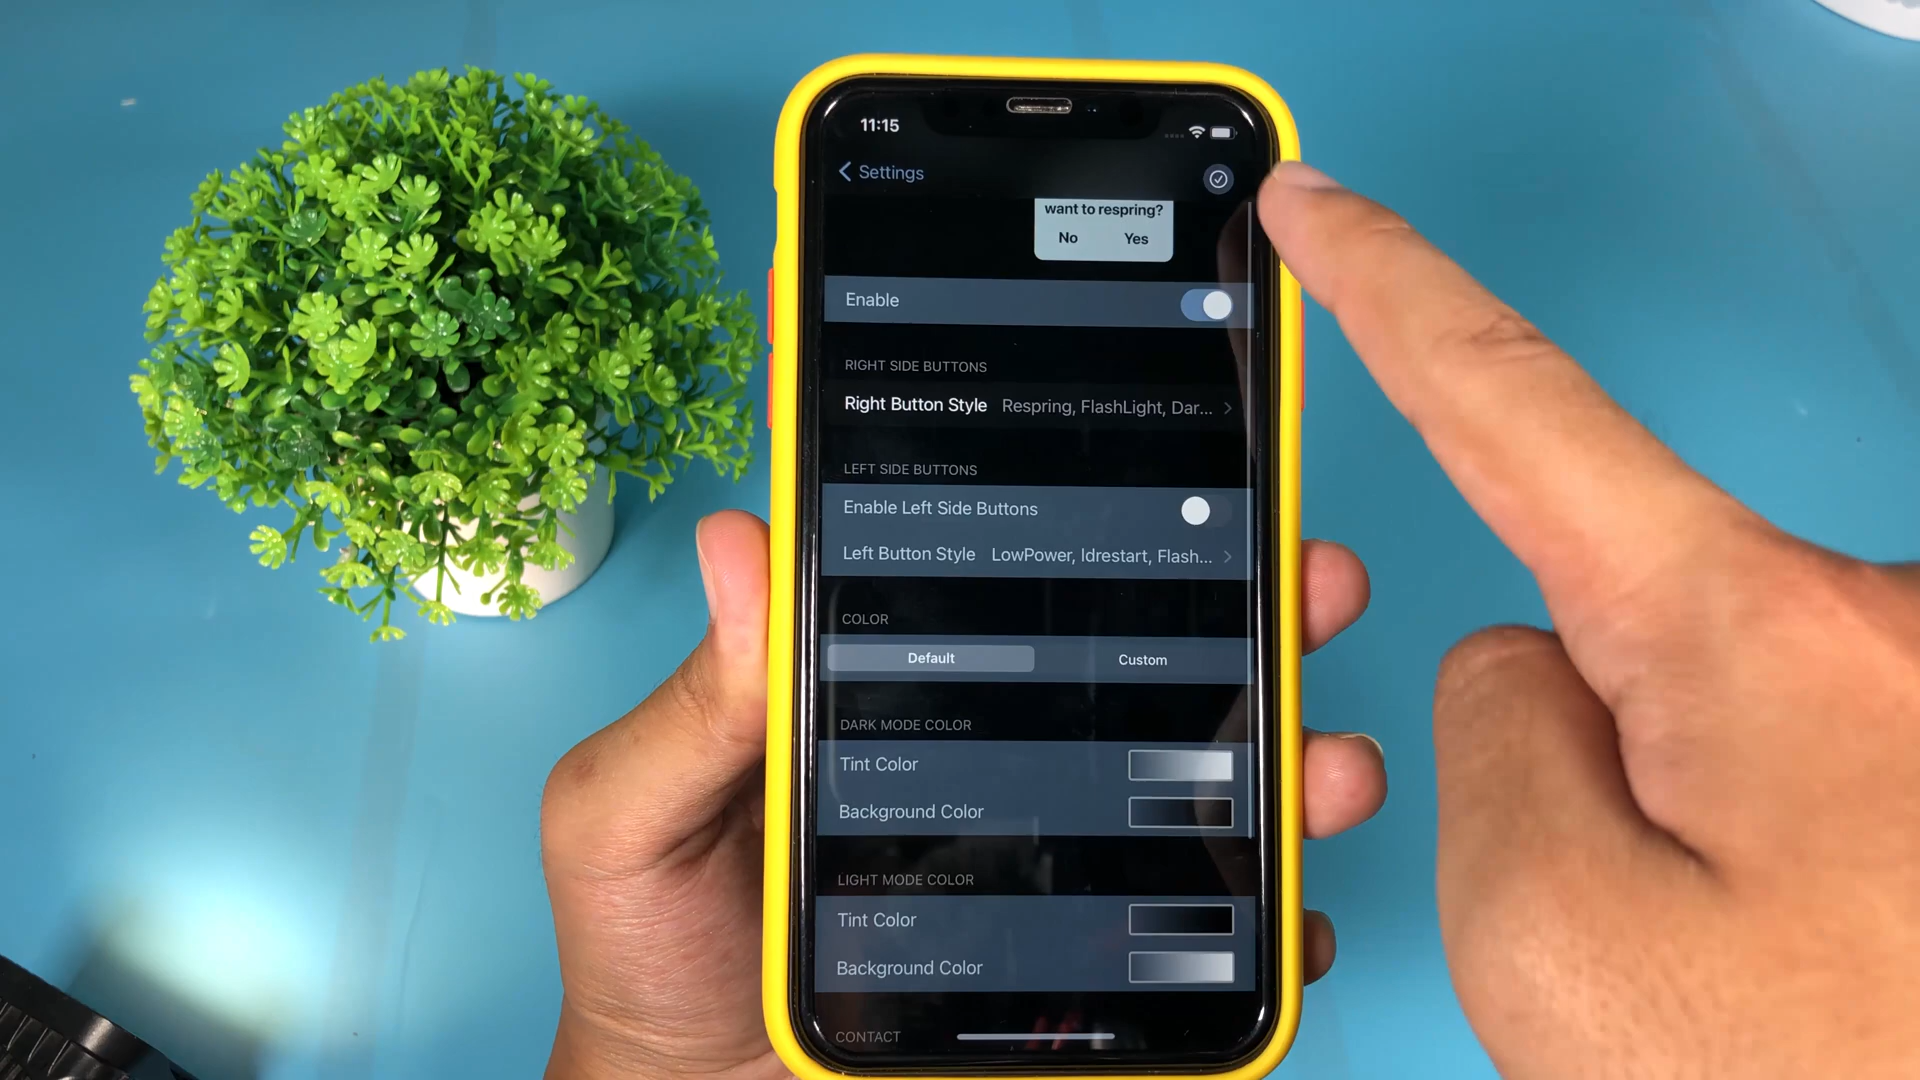 11:15
Settings
want to respring?
No Yes
Enable
RIGHT SIDE BUTTONS
Right Button Style Respring, FlashLight, Dar...
LEFT SIDE BUTTONS
Enable Left Side Buttons
Left Button Style LowPower, ldrestart, Flash...
COLOR
Default Custom
DARK MODE COLOR
Tint Color
Background Color
LIGHT MODE COLOR
Tint Color
Background Color
CONTACT